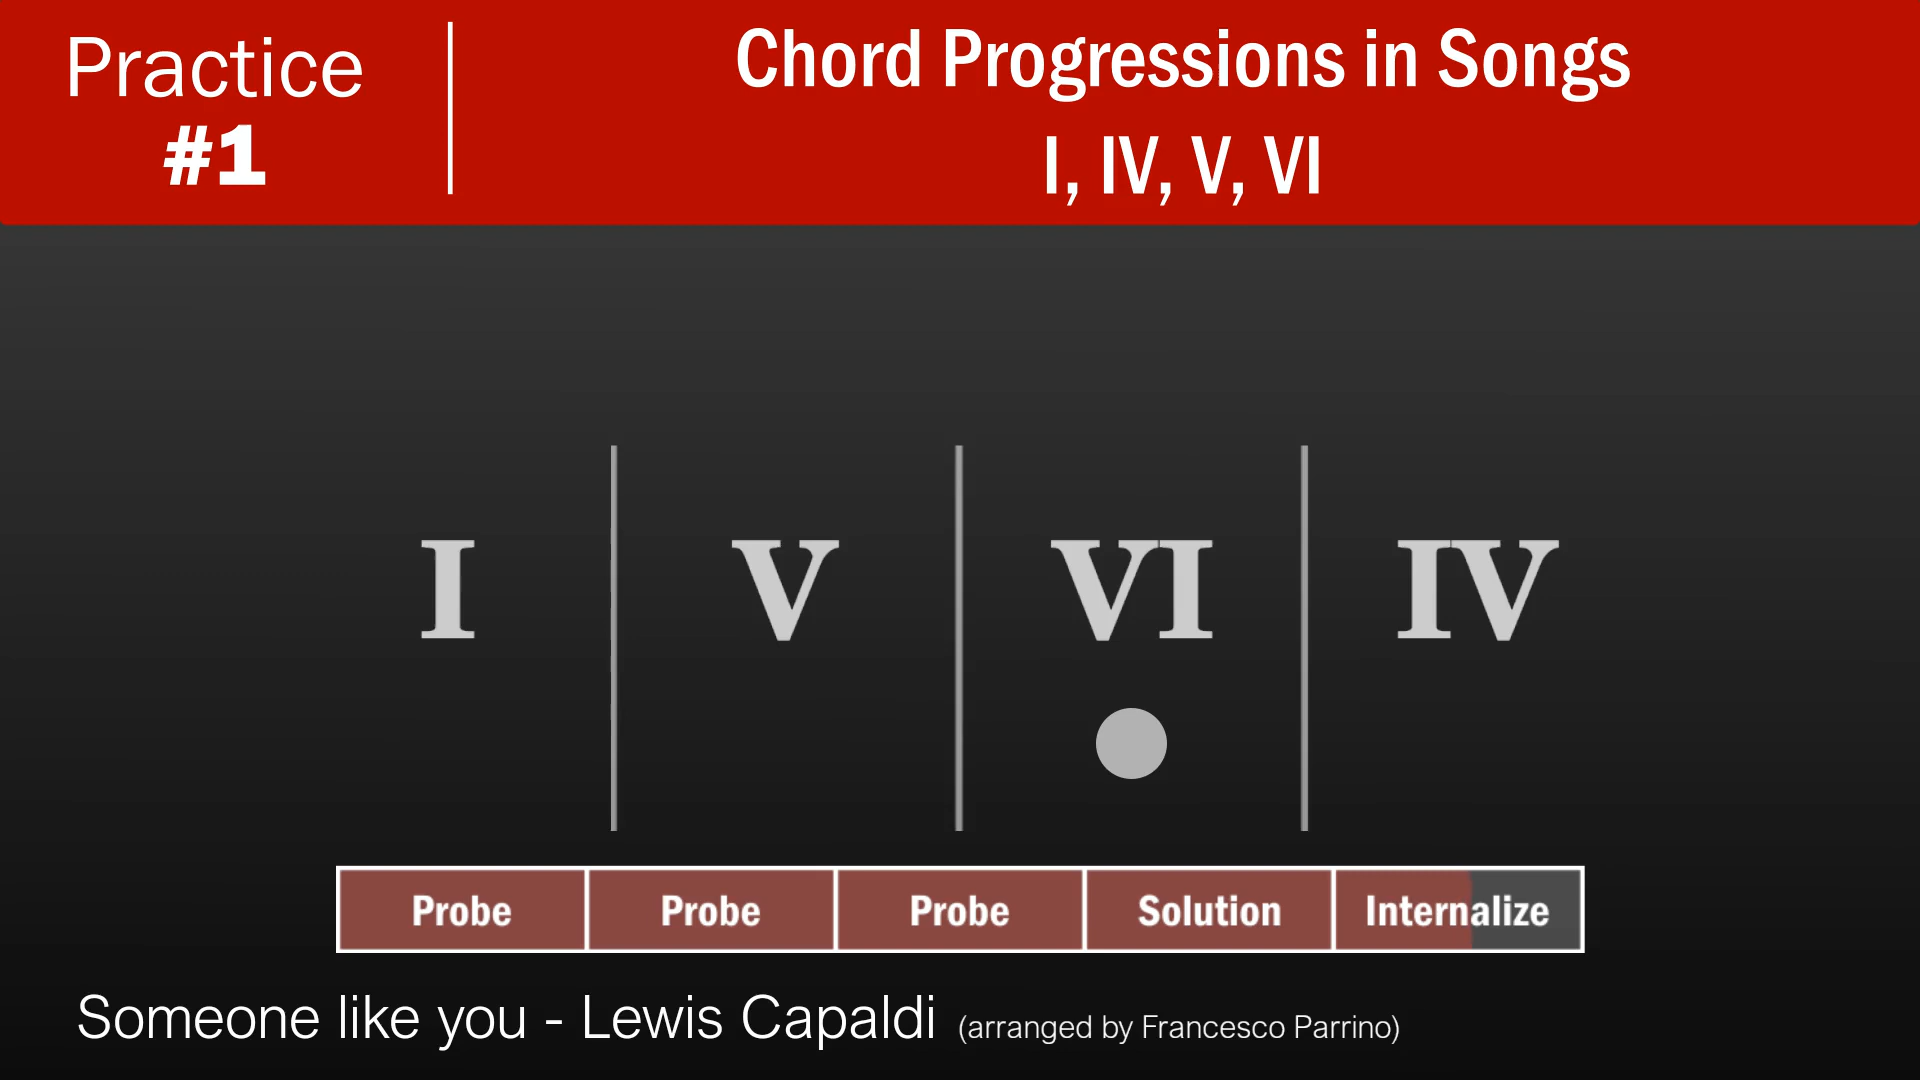 Practice
#1
Chord Progressions in Songs
I, IV, V, VI
I
V
VI
IV
Probe
Probe
Probe
Solution
Internalize
Someone like you - Lewis Capaldi (arranged by Francesco Parrino)